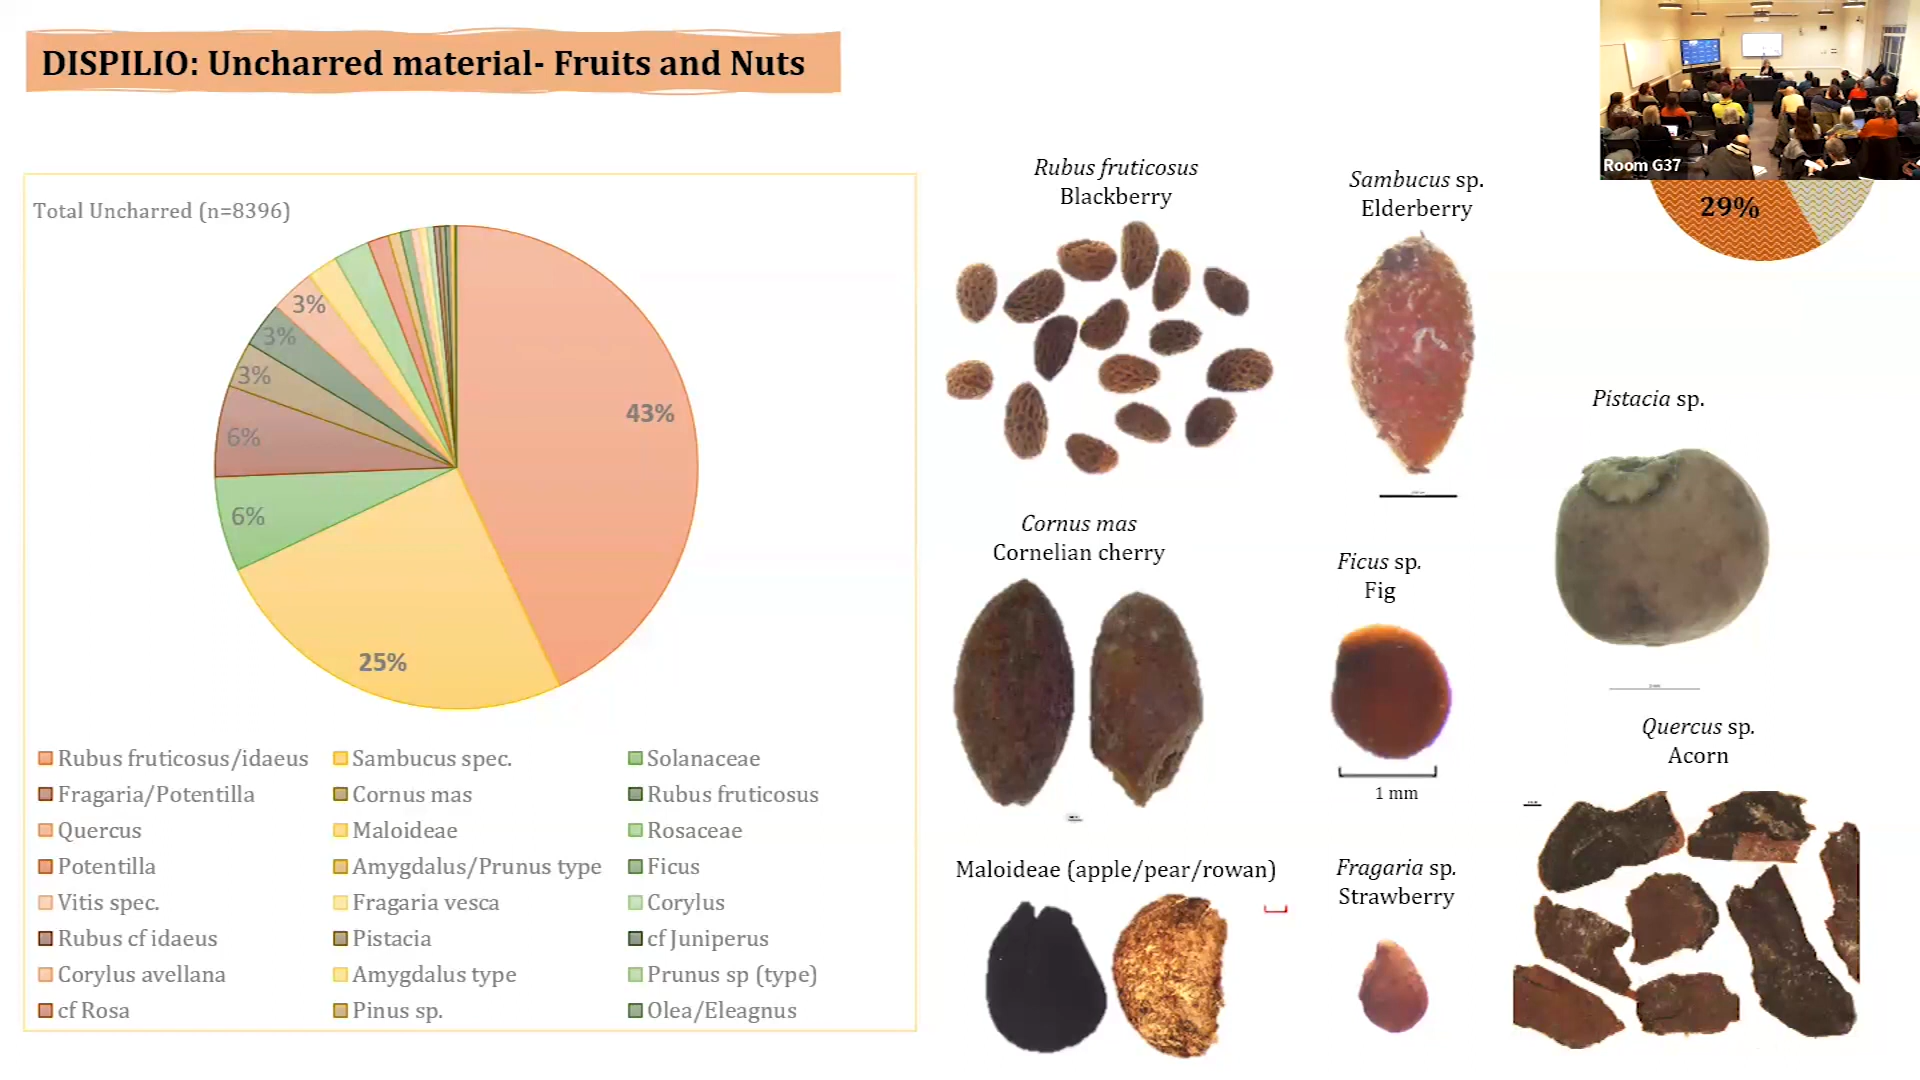 DISPILIO: Uncharred material- Fruits and Nuts
Room G37
29%
Total Uncharred (n=8396)
43%
25%
6%
6%
3%
3%
3%
Rubus fruticosus/idaeus
Sambucus spec.
Solanaceae
Fragaria/Potentilla
Cornus mas
Rubus fruticosus
Quercus
Maloideae
Rosaceae
Potentilla
Amygdalus/Prunus type
Ficus
Vitis spec.
Fragaria vesca
Corylus
Rubus cf idaeus
Pistacia
cf Juniperus
Corylus avellana
Amygdalus type
Prunus sp (type)
cf Rosa
Pinus sp.
Olea/Eleagnus
Rubus fruticosus
Blackberry
Sambucus sp.
Elderberry
Pistacia sp.
Cornus mas
Cornelian cherry
Ficus sp.
Fig
1 mm
Quercus sp.
Acorn
Maloideae (apple/pear/rowan)
Fragaria sp.
Strawberry